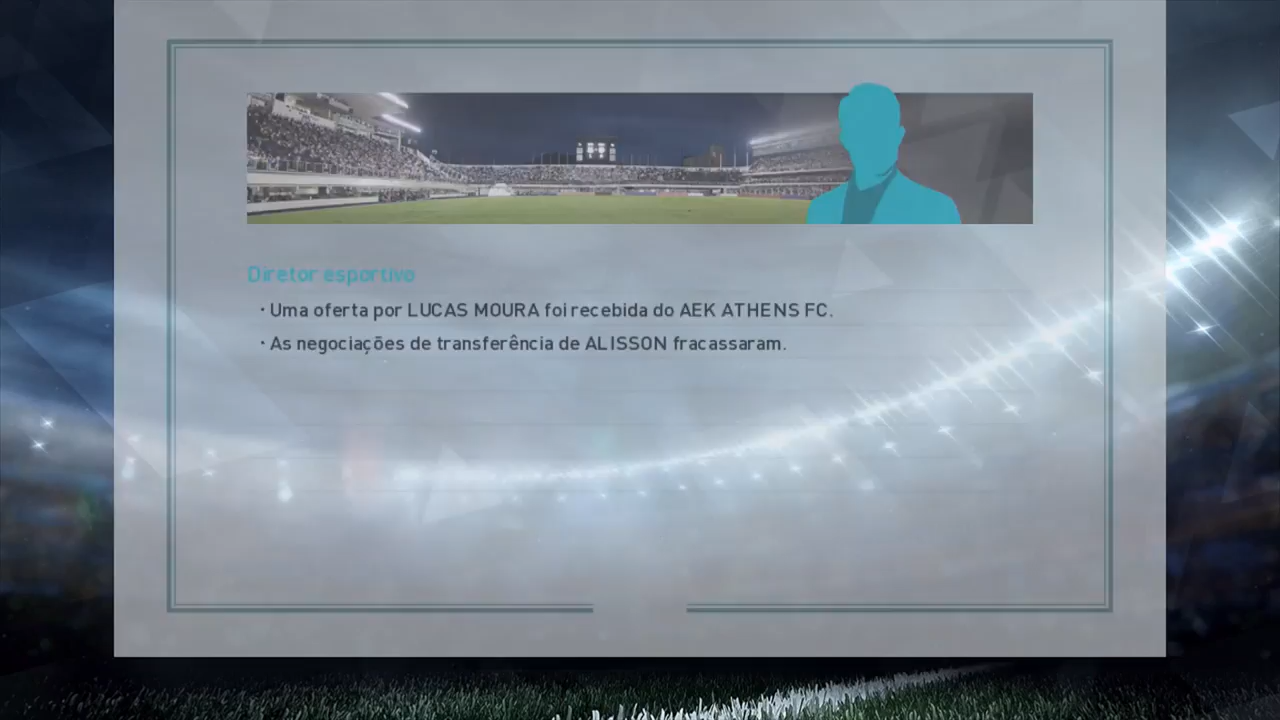 Diretor esportivo
· Uma oferta por LUCAS MOURA foi recebida do AEK ATHENS FC.
· As negociações de transferência de ALISSON fracassaram.